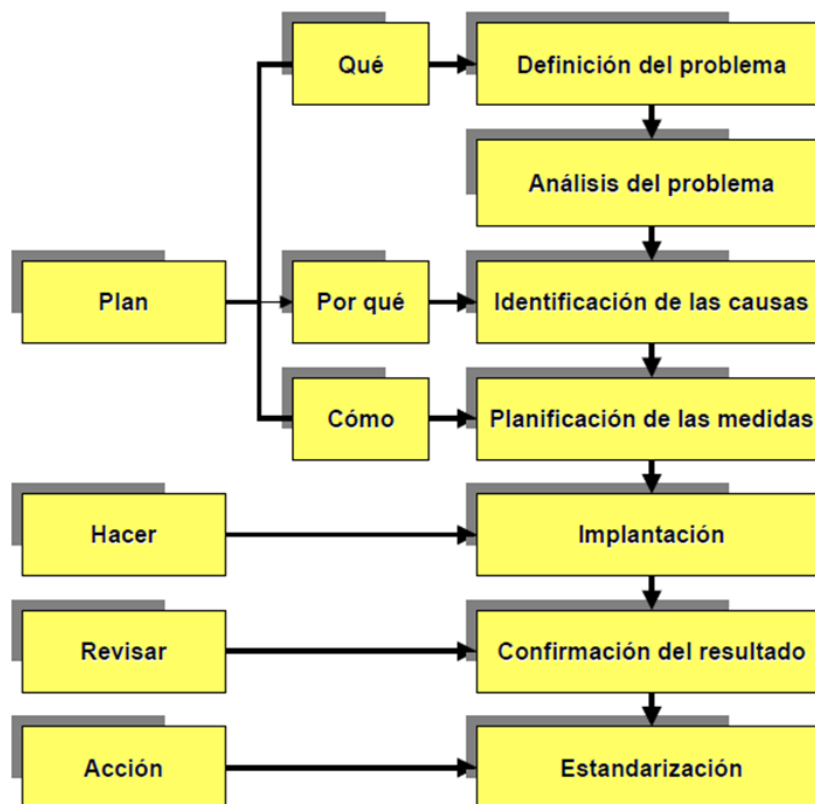 Qué
Definición del problema
Análisis del problema
Plan
Por qué
Identificación de las causas
Cómo
Planificación de las medidas
Hacer
Implantación
Revisar
Confirmación del resultado
Acción
Estandarización